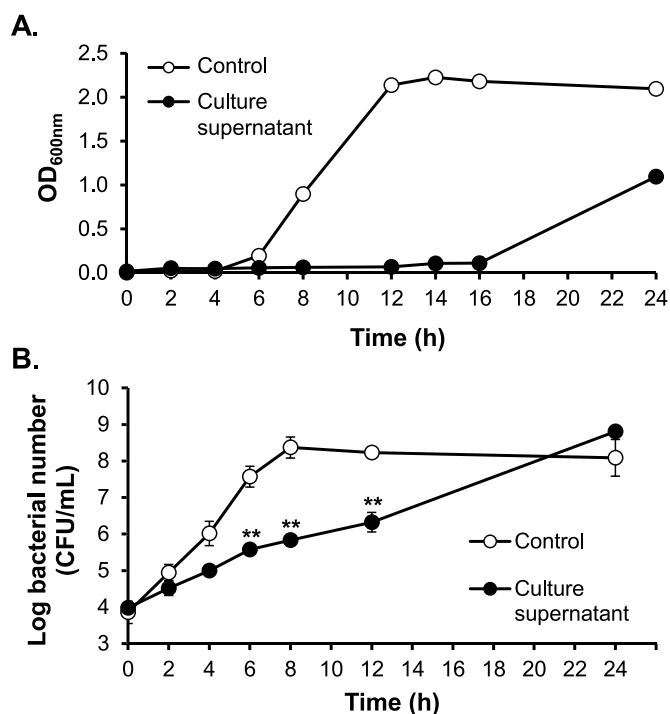 A.
OD600nm
2.5
2.0
1.5
1.0
0.5
0.0
Control
Culture
supernatant
0 2 4 6 8 10 12 14 16 18 20 22 24
Time (h)
B.
Log bacterial number
(CFU/mL)
10
9
8
7
6
5
4
3
** ** **
Control
Culture
supernatant
0 2 4 6 8 10 12 14 16 18 20 22 24
Time (h)